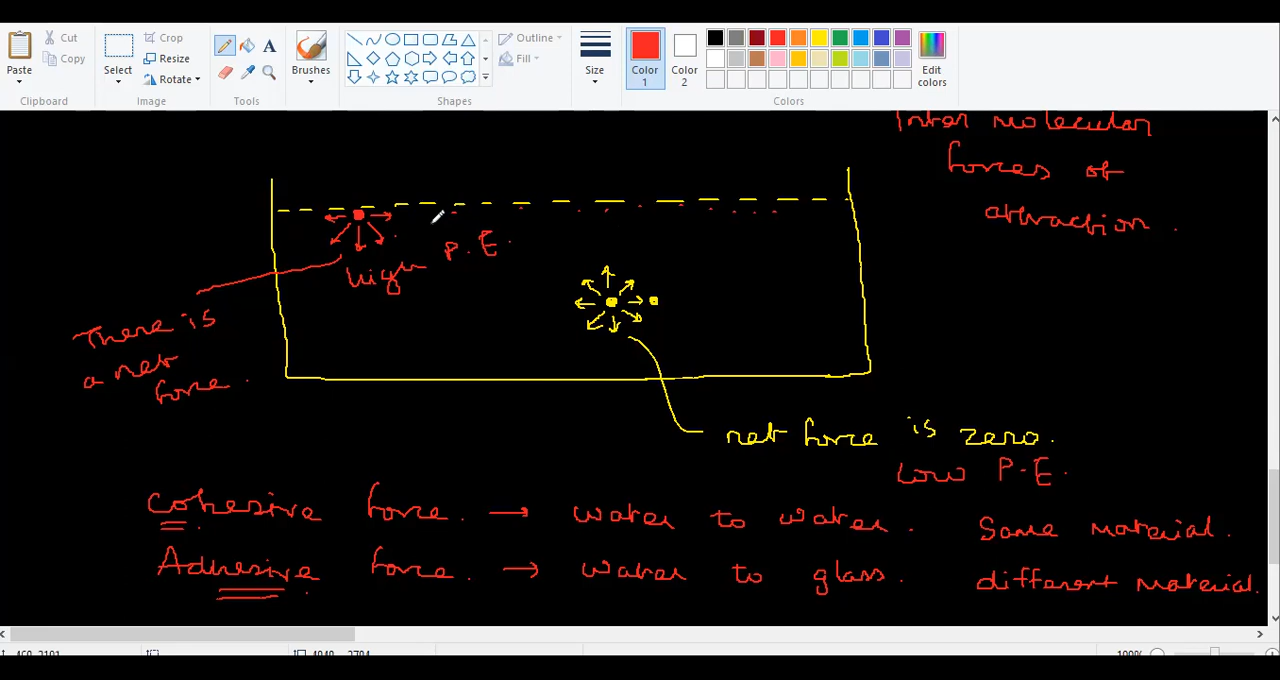 Cut
Copy
Paste
Clipboard
Select
Crop
Resize
Rotate
Image
A
Tools
Brushes
Outline
Fill
Shapes
Size
Color
1
Color
2
Edit
colors
Colors
Inter molecular
forces of
attraction.
P.E.
high
There is
a net
force.
net force is zero.
Low P.E.
Cohesive force. → water to water. Same material.
Adhesive force. → water to glass. different material.
100%